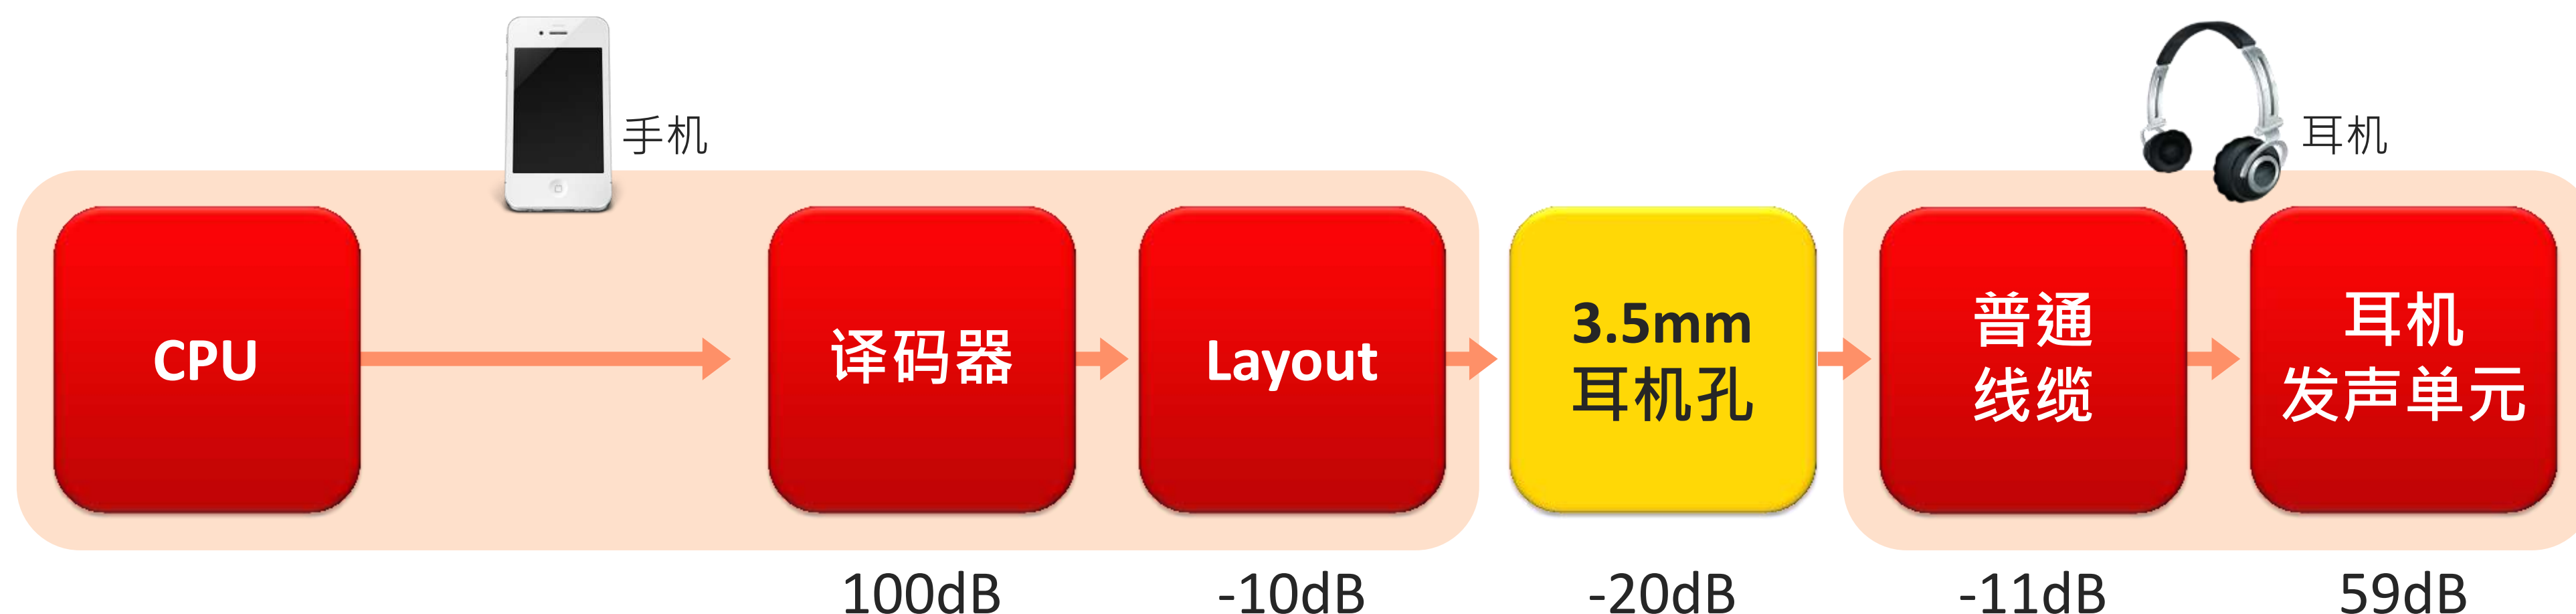 手机
耳机
CPU
译码器
Layout
3.5mm
耳机孔
普通
线缆
耳机
发声单元
100dB
-10dB
-20dB
-11dB
59dB